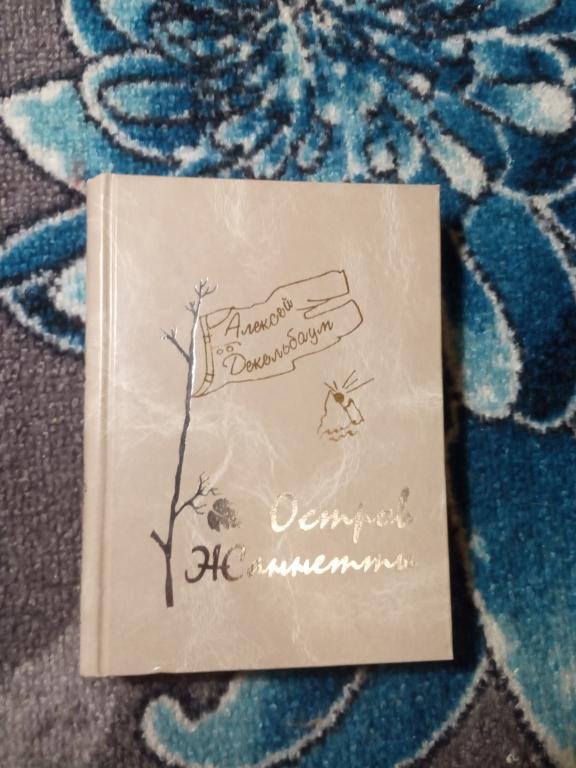 Алексей
Декельбаум
Остров
Жаннетты